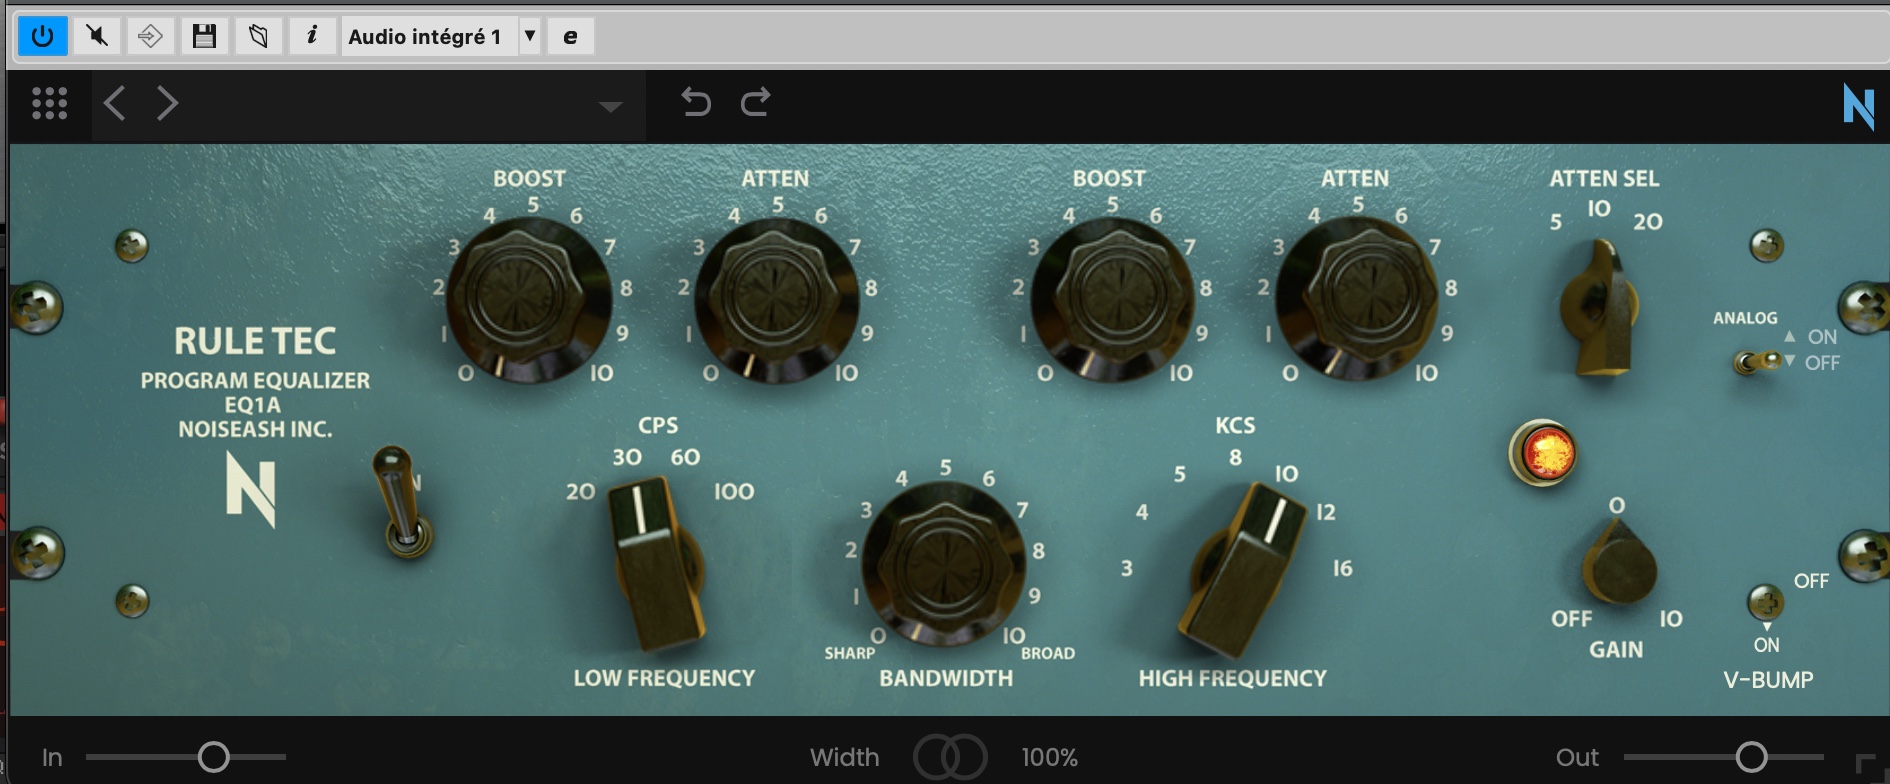 Audio intégré 1
e
BOOST
0 1 2 3 4 5 6 7 8 9 10
ATTEN
0 1 2 3 4 5 6 7 8 9 10
BOOST
0 1 2 3 4 5 6 7 8 9 10
ATTEN
0 1 2 3 4 5 6 7 8 9 10
ATTEN SEL
5 10 20
ANALOG
ON
OFF
RULE TEC
PROGRAM EQUALIZER
EQ1A
NOISEASH INC.
N
CPS
20 30 60 100
LOW FREQUENCY
0 1 2 3 4 5 6 7 8 9 10
SHARP BROAD
BANDWIDTH
KCS
3 4 5 8 10 12 16
HIGH FREQUENCY
0
OFF 10
GAIN
OFF
ON
V-BUMP
In
Width 100%
Out